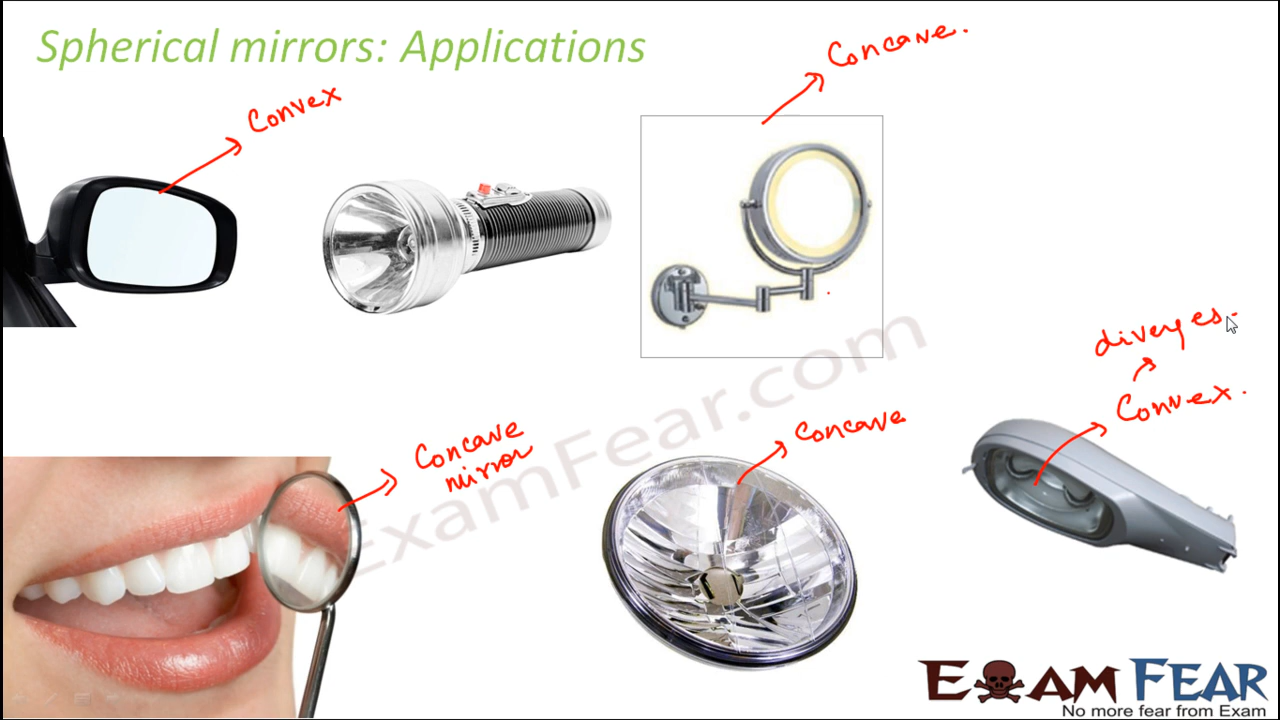 Spherical mirrors: Applications
Convex
Concave.
diverges.
Convex.
Concave
mirror
Concave
ExamFear.com
EXAM FEAR
No more fear from Exam